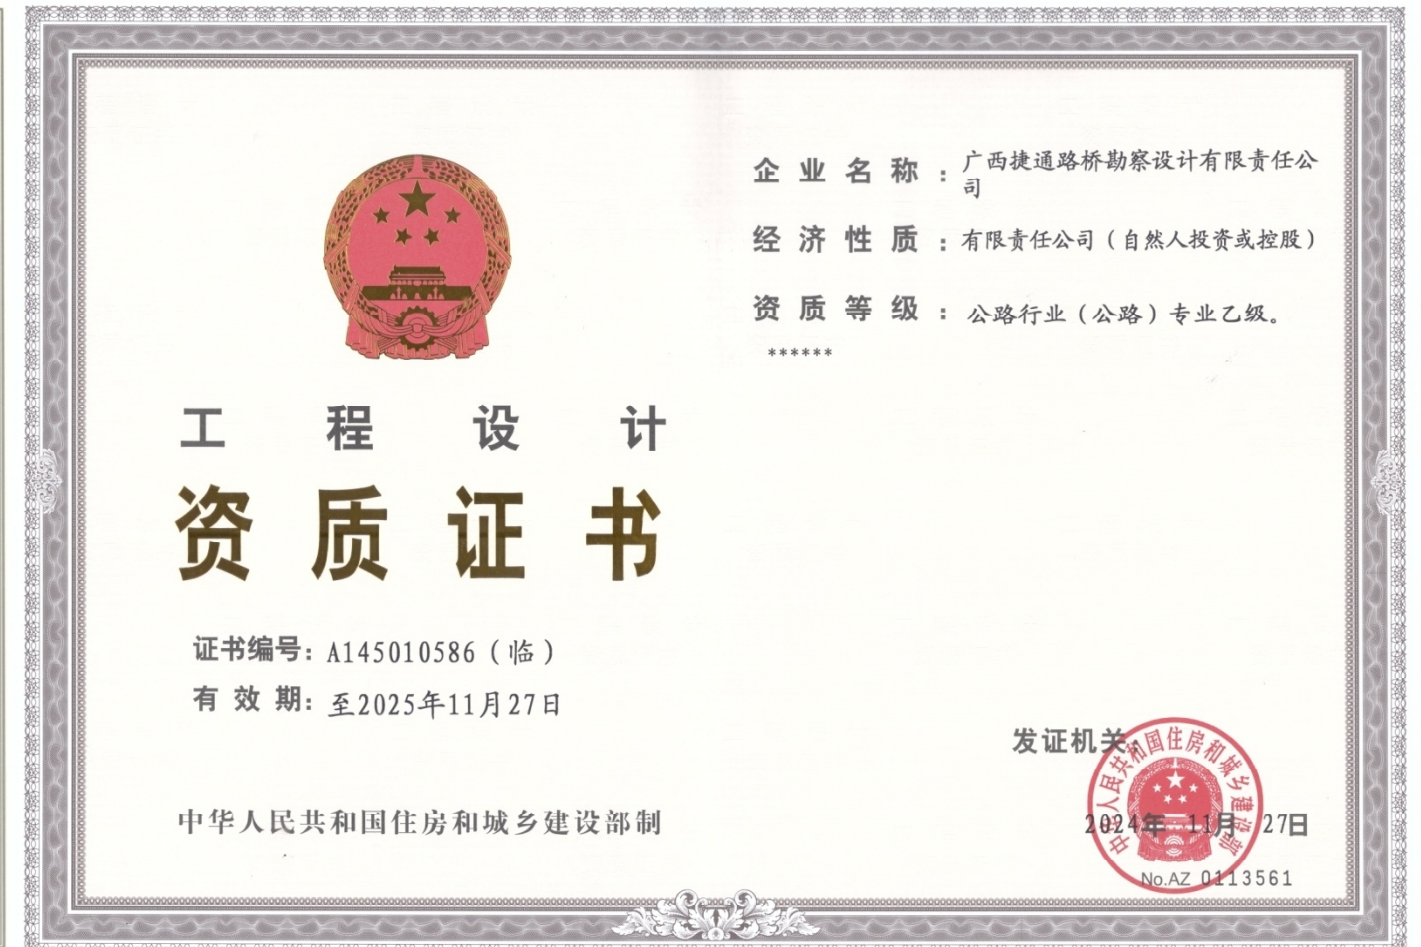 企业名称：广西捷通路桥勘察设计有限责任公
司
经济性质：有限责任公司（自然人投资或控股）
资质等级：公路行业（公路）专业乙级。
******
工程设计
资质证书
证书编号：A145010586（临）
有效期：至2025年11月27日
中华人民共和国住房和城乡建设部制
发证机关：
中华人民共和国住房和城乡建设部
2024年 11月 27日
No.AZ 0113561